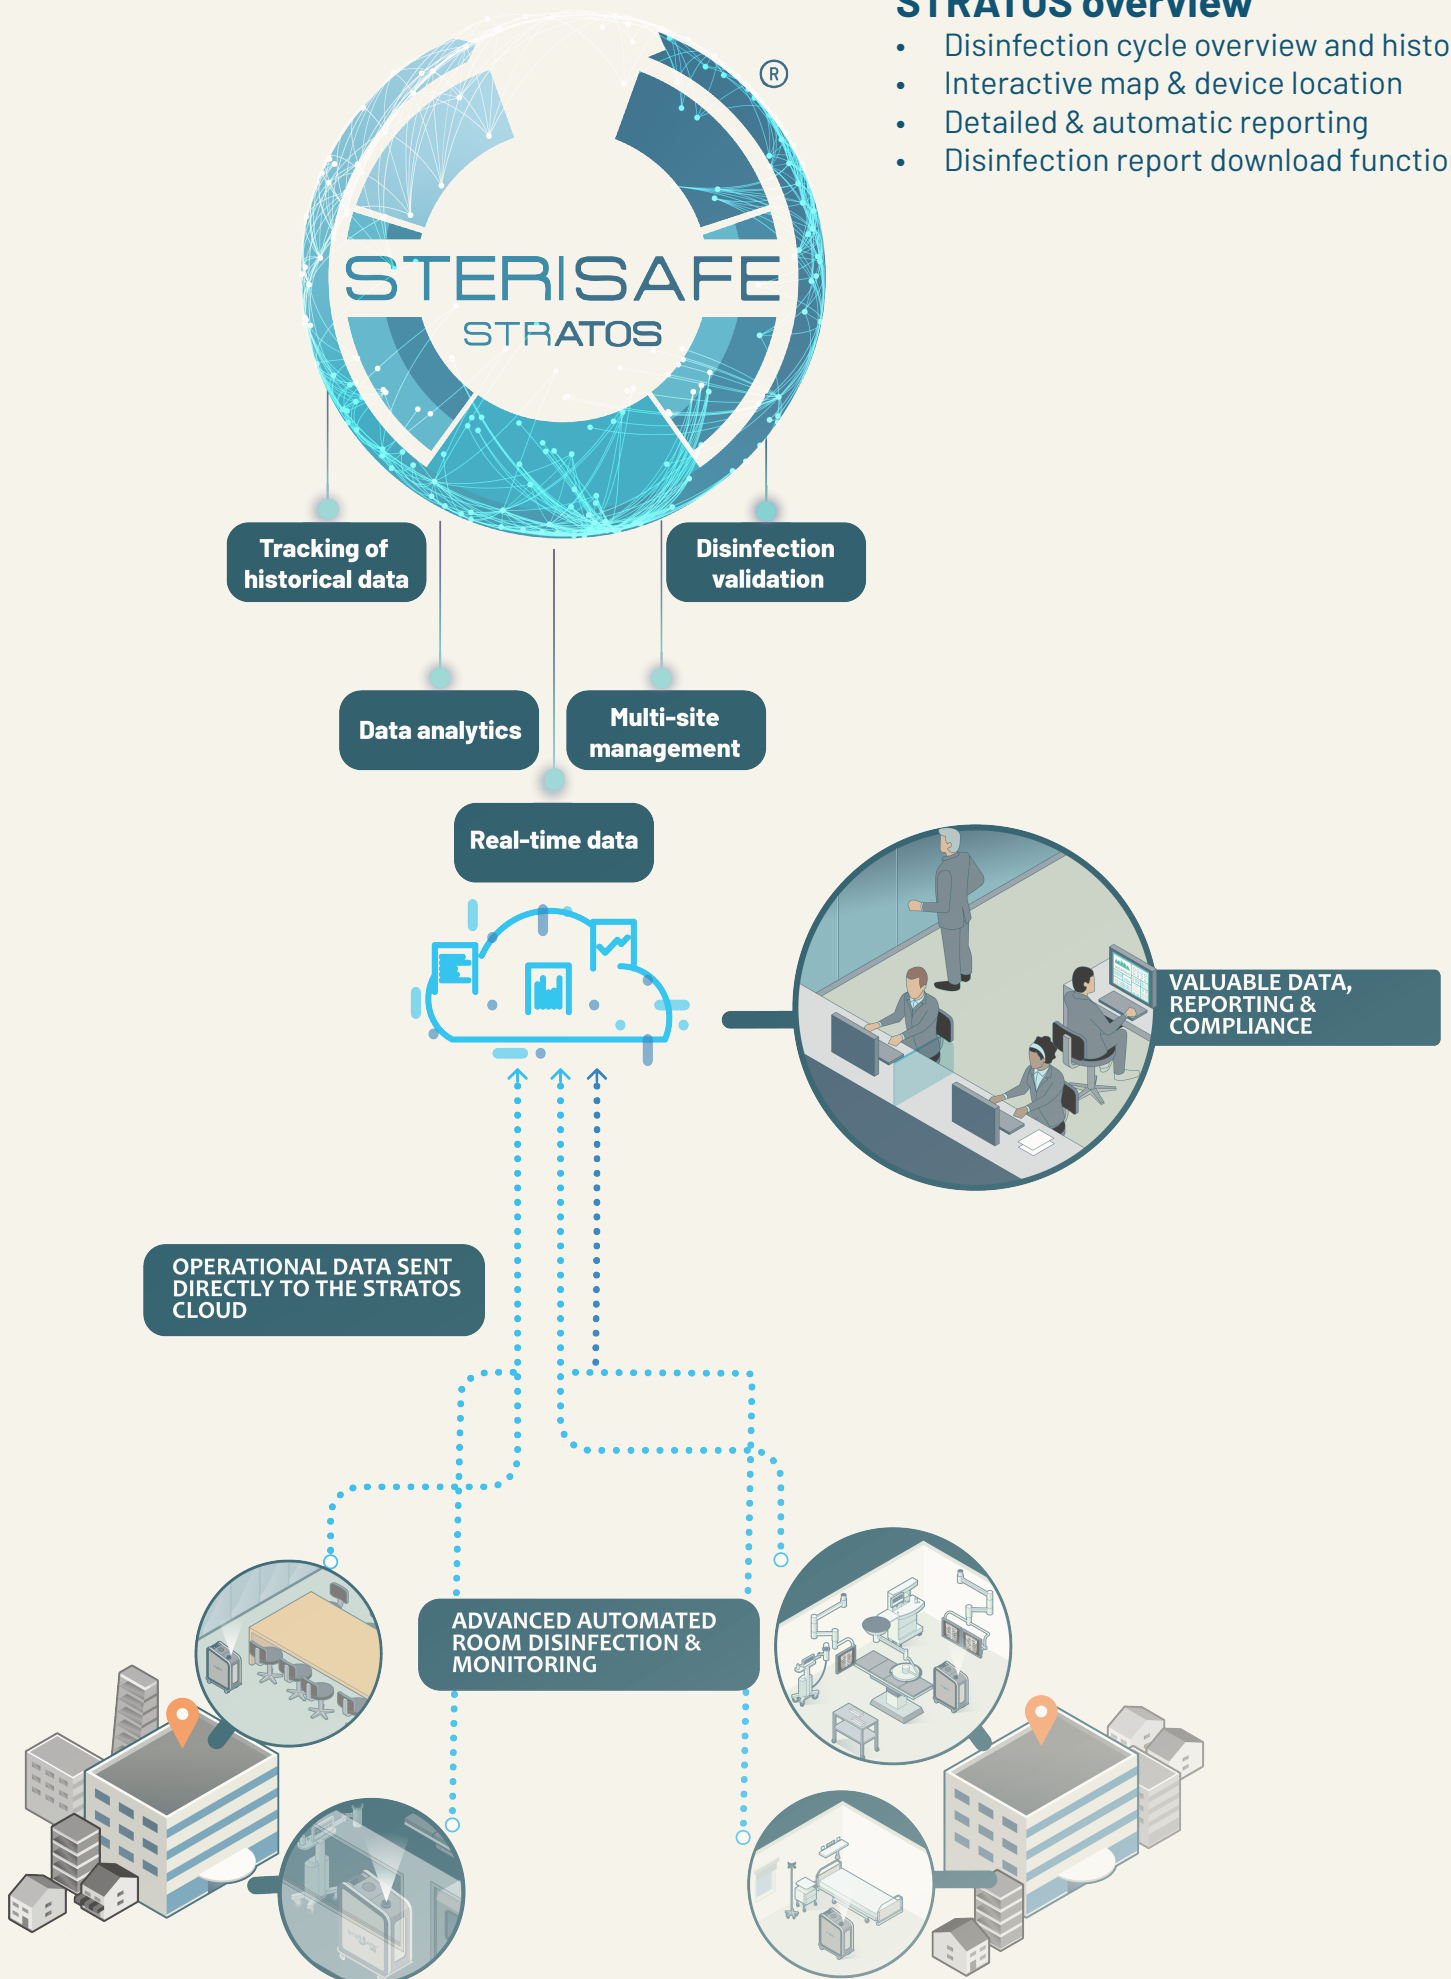 STRATOS overview
• Disinfection cycle overview and histo
• Interactive map & device location
• Detailed & automatic reporting
• Disinfection report download functio
®
STERISAFE
STRATOS
Tracking of
historical data
Disinfection
validation
Data analytics
Multi-site
management
Real-time data
VALUABLE DATA,
REPORTING &
COMPLIANCE
OPERATIONAL DATA SENT
DIRECTLY TO THE STRATOS
CLOUD
ADVANCED AUTOMATED
ROOM DISINFECTION &
MONITORING